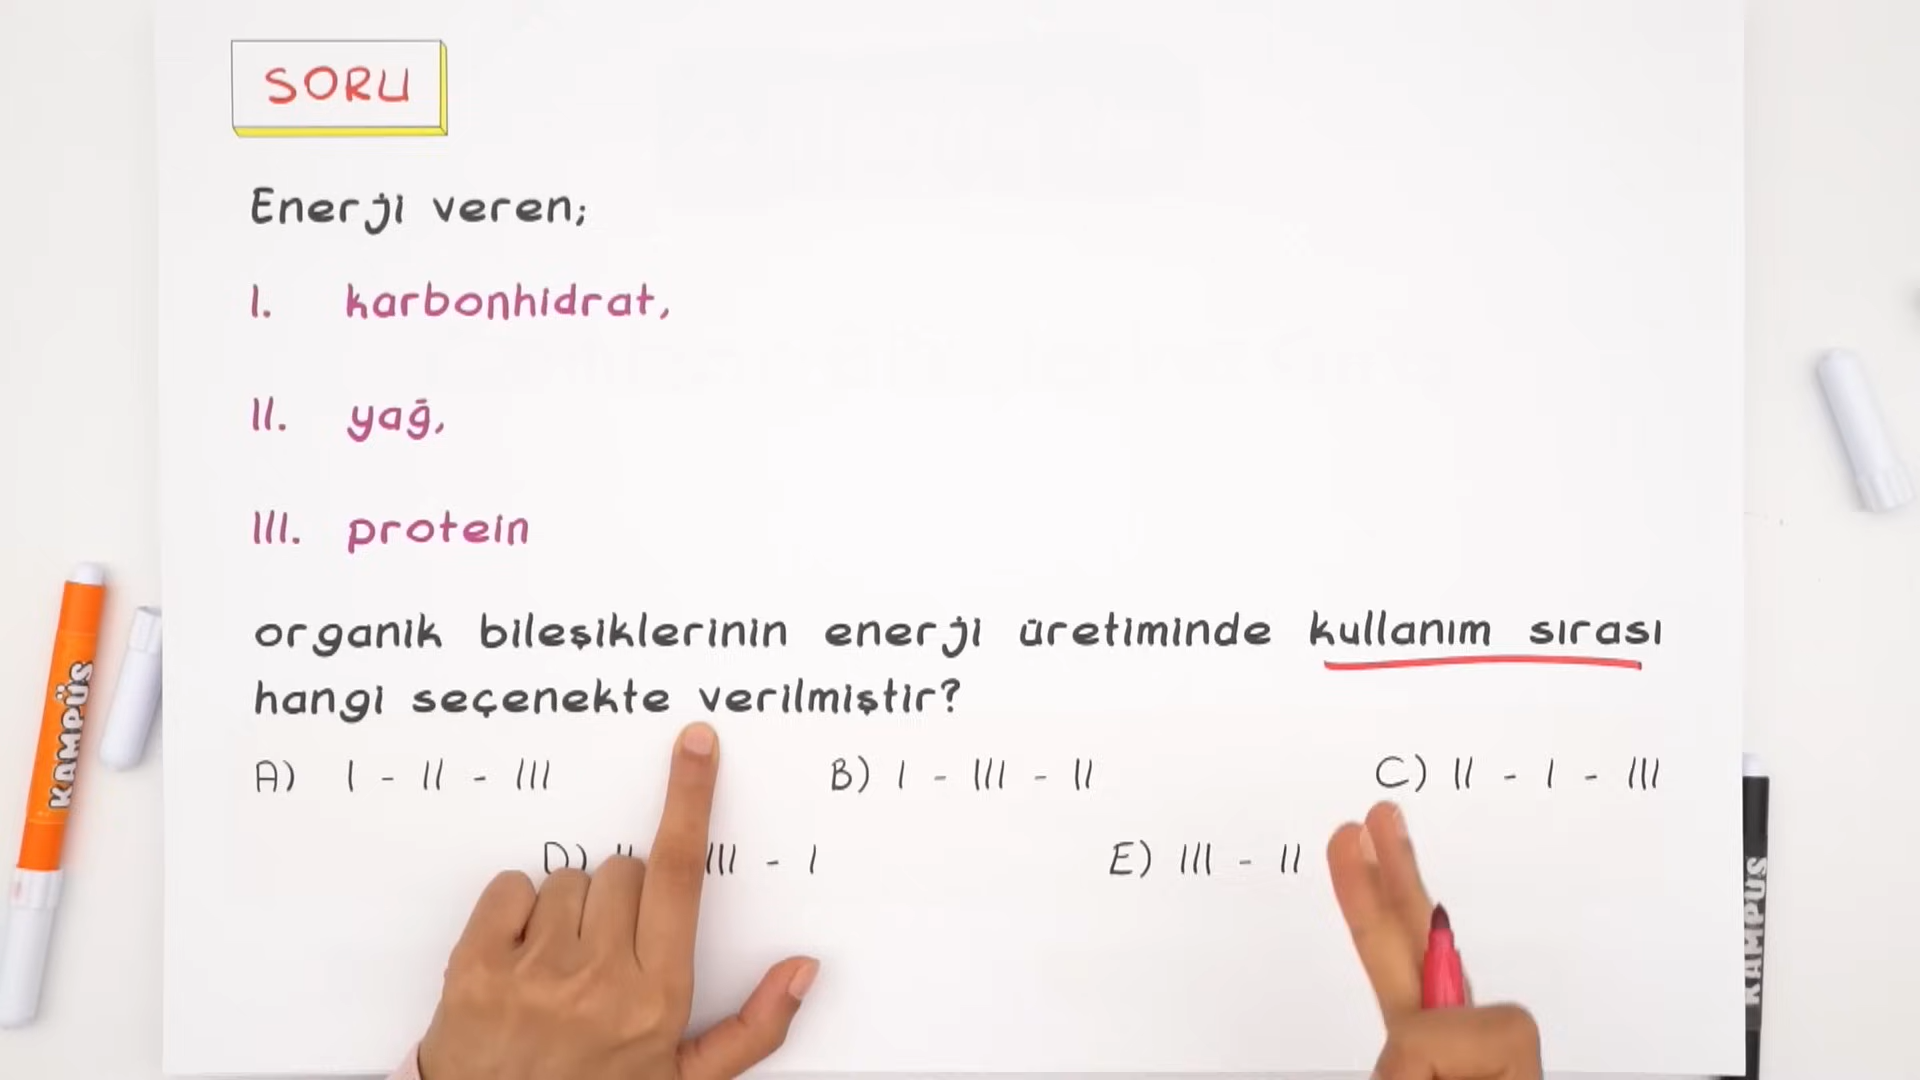 SORU
Enerji veren;
I. karbonhidrat,
II. yağ,
III. protein
organik bileşiklerinin enerji üretiminde kullanım sırası
hangi seçenekte verilmiştir?
A) I - II - III B) I - III - II C) II - I - III
D) III - I E) III - II
KAMPÜS
KAMPÜS